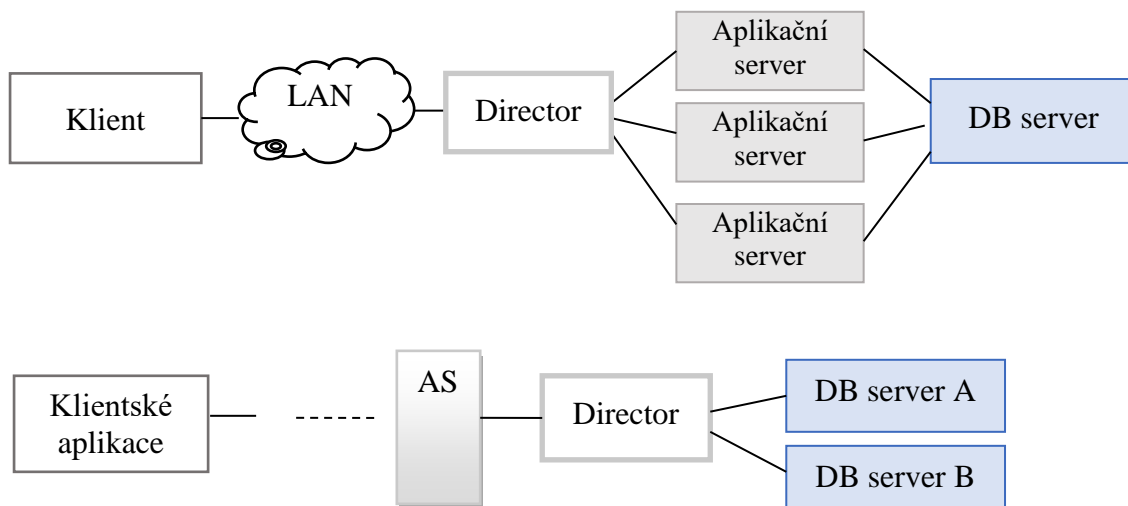 Klient
LAN
Director
Aplikační
server
Aplikační
server
Aplikační
server
DB server
Klientské
aplikace
AS
Director
DB server A
DB server B